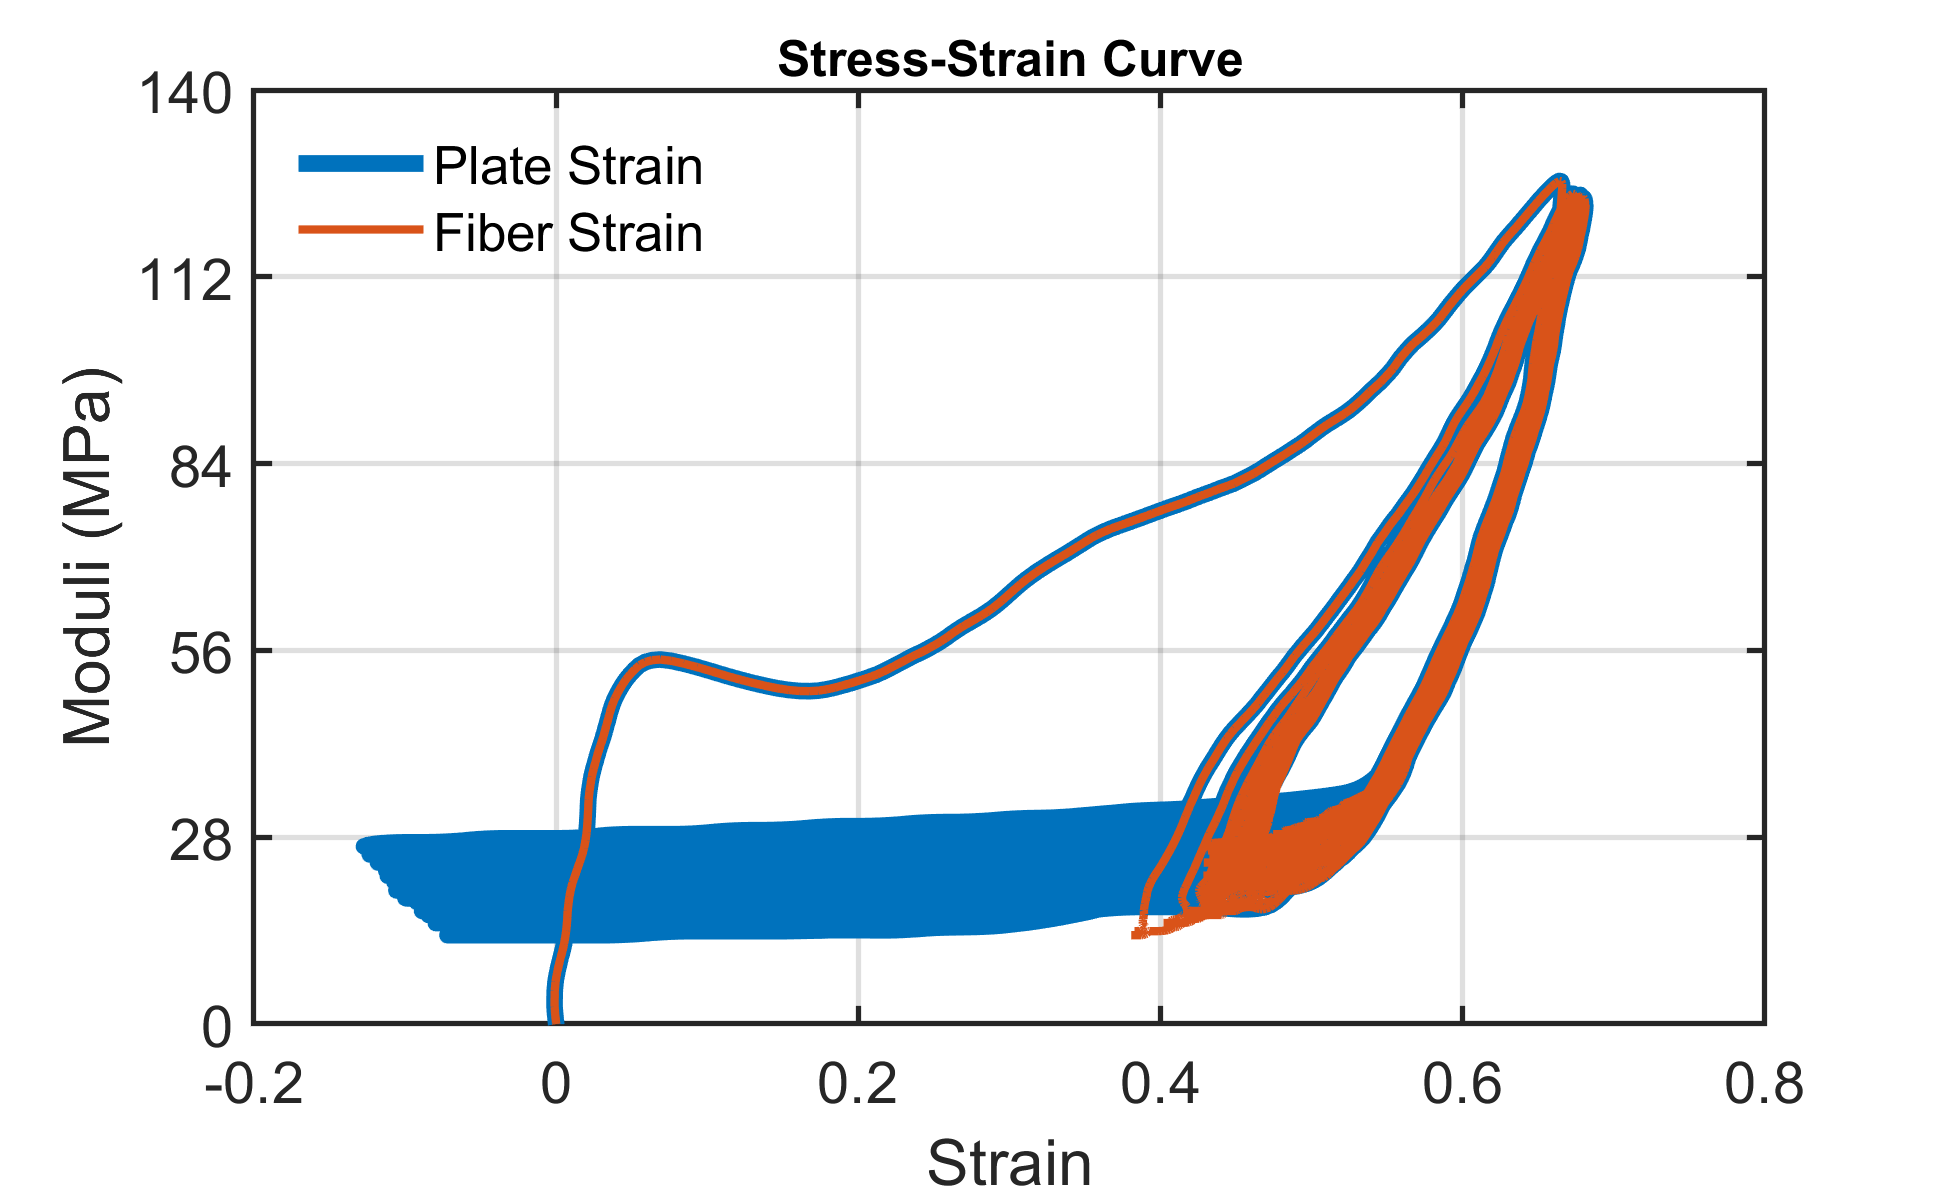 Stress-Strain Curve
140
112
84
56
28
0
Moduli (MPa)
Plate Strain
Fiber Strain
-0.2 0 0.2 0.4 0.6 0.8
Strain